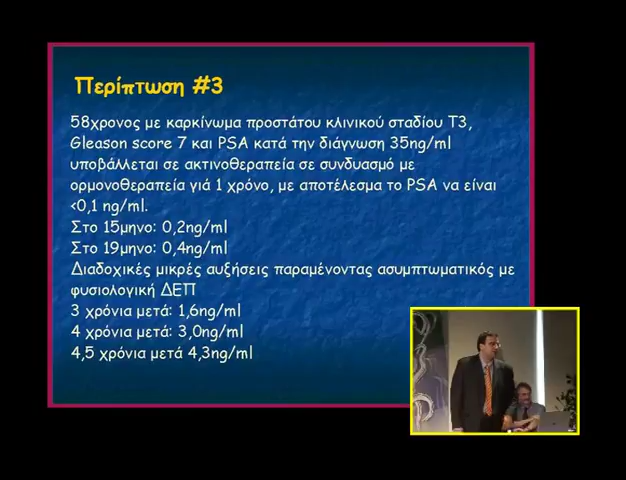 Περίπτωση #3
58χρονος με καρκίνωμα προστάτου κλινικού σταδίου Τ3,
Gleason score 7 και PSA κατά την διάγνωση 35ng/ml
υποβάλλεται σε ακτινοθεραπεία σε συνδυασμό με
ορμονοθεραπεία γιά 1 χρόνο, με αποτέλεσμα το PSA να είναι
<0,1 ng/ml.
Στο 15μηνο: 0,2ng/ml
Στο 19μηνο: 0,4ng/ml
Διαδοχικές μικρές αυξήσεις παραμένοντας ασυμπτωματικός με
φυσιολογική ΔΕΠ
3 χρόνια μετά: 1,6ng/ml
4 χρόνια μετά: 3,0ng/ml
4,5 χρόνια μετά 4,3ng/ml